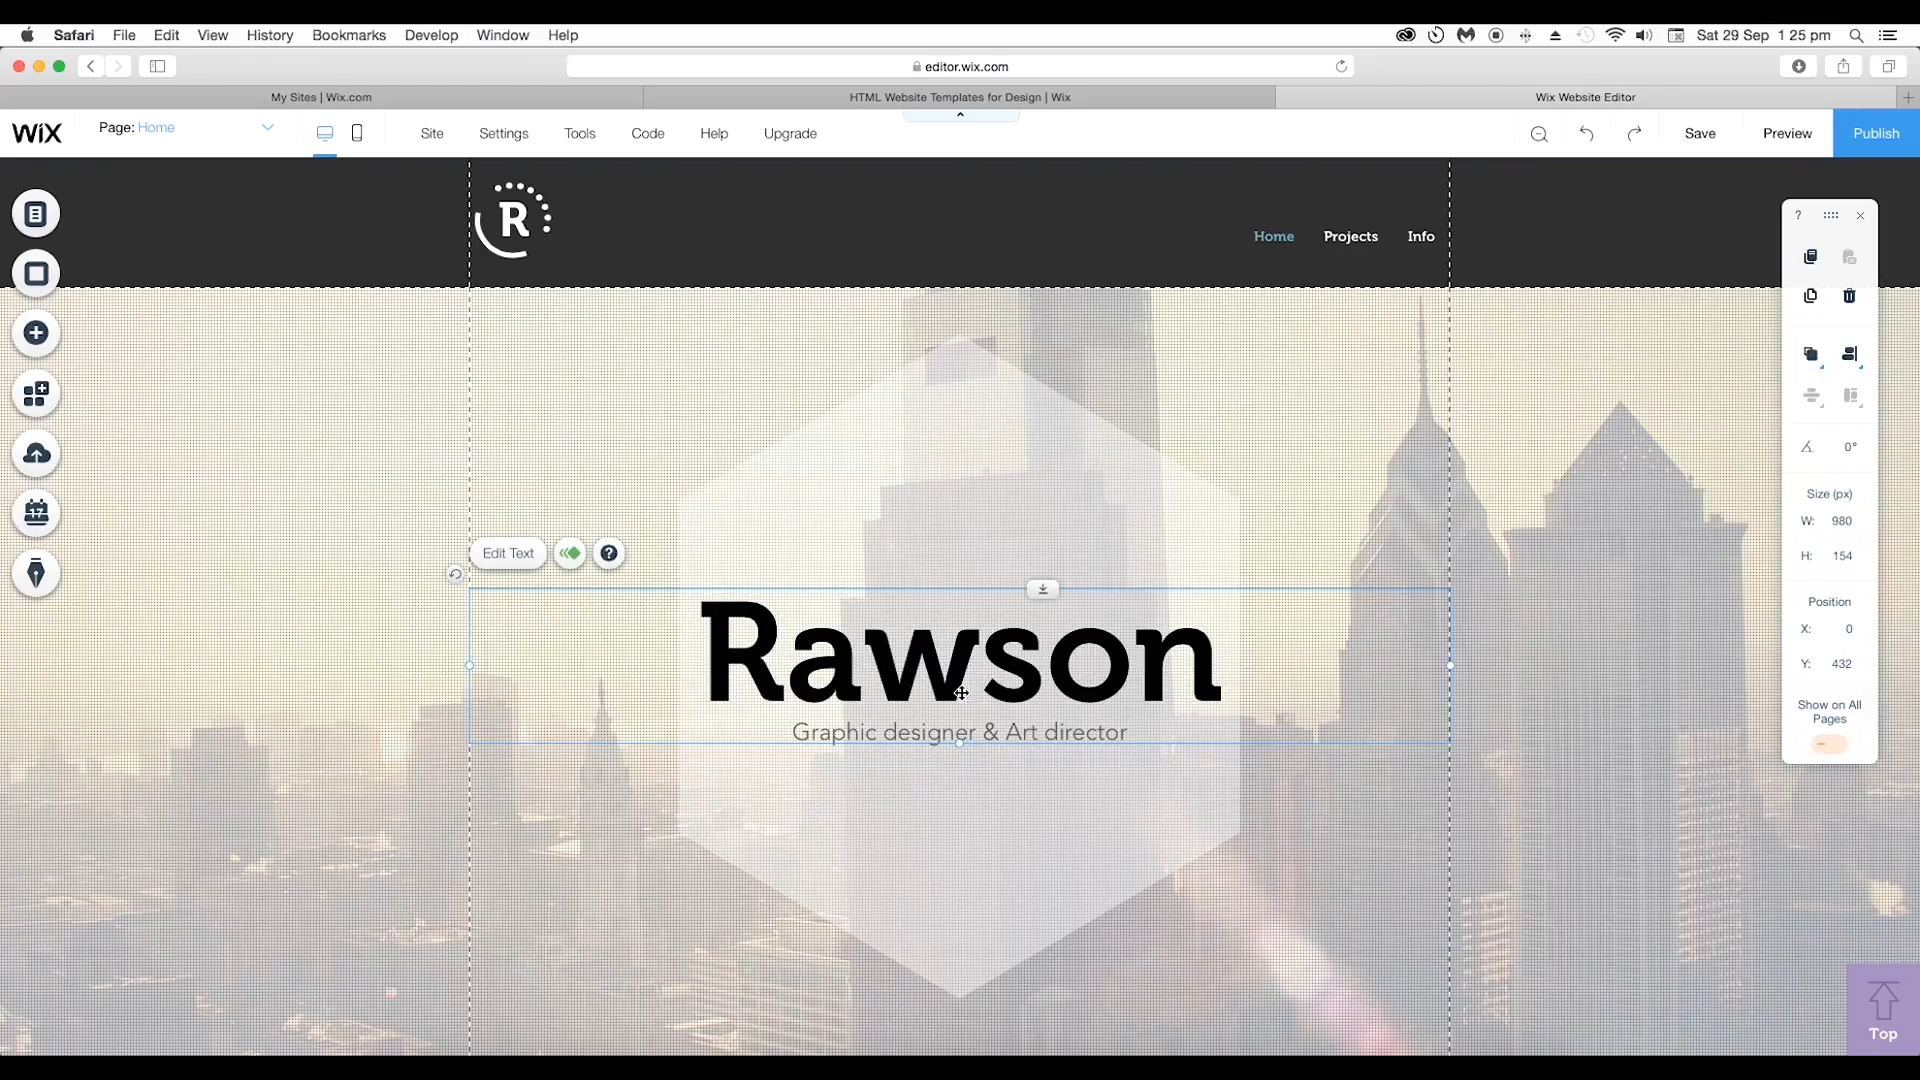 Safari File Edit View History Bookmarks Develop Window Help Sat 29 Sep 1 25 pm
editor.wix.com
My Sites | Wix.com HTML Website Templates for Design | Wix Wix Website Editor
WiX Page: Home Site Settings Tools Code Help Upgrade Save Preview Publish
R
Home Projects Info
?
0°
Size (px)
W: 980
H: 154
Position
X: 0
Y: 432
Show on All
Pages
17
Edit Text ?
Rawson
Graphic designer & Art director
Top